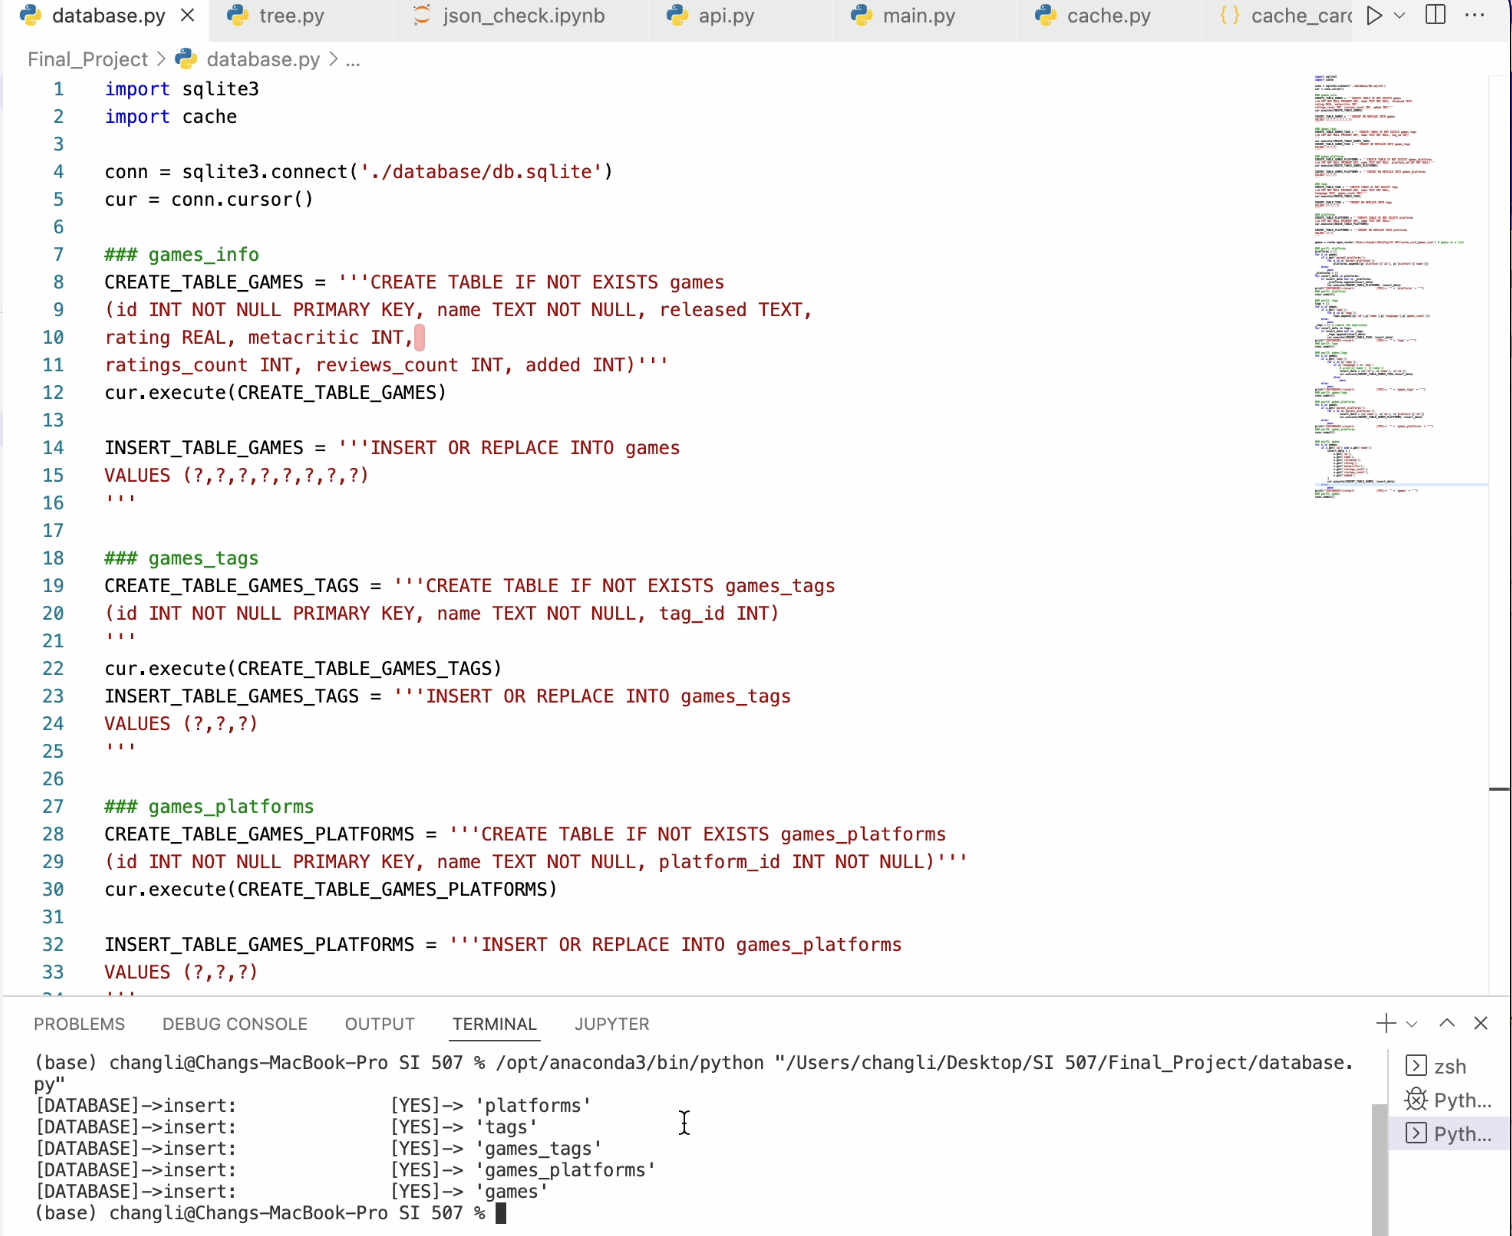 database.py
tree.py
json_check.ipynb
api.py
main.py
cache.py
{} cache_carc
Final_Project > database.py > ...
1 import sqlite3
2 import cache
3
4 conn = sqlite3.connect('./database/db.sqlite')
5 cur = conn.cursor()
6
7 ### games_info
8 CREATE_TABLE_GAMES = '''CREATE TABLE IF NOT EXISTS games
9 (id INT NOT NULL PRIMARY KEY, name TEXT NOT NULL, released TEXT,
10 rating REAL, metacritic INT,
11 ratings_count INT, reviews_count INT, added INT)'''
12 cur.execute(CREATE_TABLE_GAMES)
13
14 INSERT_TABLE_GAMES = '''INSERT OR REPLACE INTO games
15 VALUES (?,?,?,?,?,?,?,?)
16 '''
17
18 ### games_tags
19 CREATE_TABLE_GAMES_TAGS = '''CREATE TABLE IF NOT EXISTS games_tags
20 (id INT NOT NULL PRIMARY KEY, name TEXT NOT NULL, tag_id INT)
21 '''
22 cur.execute(CREATE_TABLE_GAMES_TAGS)
23 INSERT_TABLE_GAMES_TAGS = '''INSERT OR REPLACE INTO games_tags
24 VALUES (?,?,?)
25 '''
26
27 ### games_platforms
28 CREATE_TABLE_GAMES_PLATFORMS = '''CREATE TABLE IF NOT EXISTS games_platforms
29 (id INT NOT NULL PRIMARY KEY, name TEXT NOT NULL, platform_id INT NOT NULL)'''
30 cur.execute(CREATE_TABLE_GAMES_PLATFORMS)
31
32 INSERT_TABLE_GAMES_PLATFORMS = '''INSERT OR REPLACE INTO games_platforms
33 VALUES (?,?,?)
34 '''
PROBLEMS DEBUG CONSOLE OUTPUT TERMINAL JUPYTER
(base) changli@Changs-MacBook-Pro SI 507 % /opt/anaconda3/bin/python "/Users/changli/Desktop/SI 507/Final_Project/database.
py"
[DATABASE]->insert: [YES]-> 'platforms'
[DATABASE]->insert: [YES]-> 'tags'
[DATABASE]->insert: [YES]-> 'games_tags'
[DATABASE]->insert: [YES]-> 'games_platforms'
[DATABASE]->insert: [YES]-> 'games'
(base) changli@Changs-MacBook-Pro SI 507 %
zsh
Pyth...
Pyth...